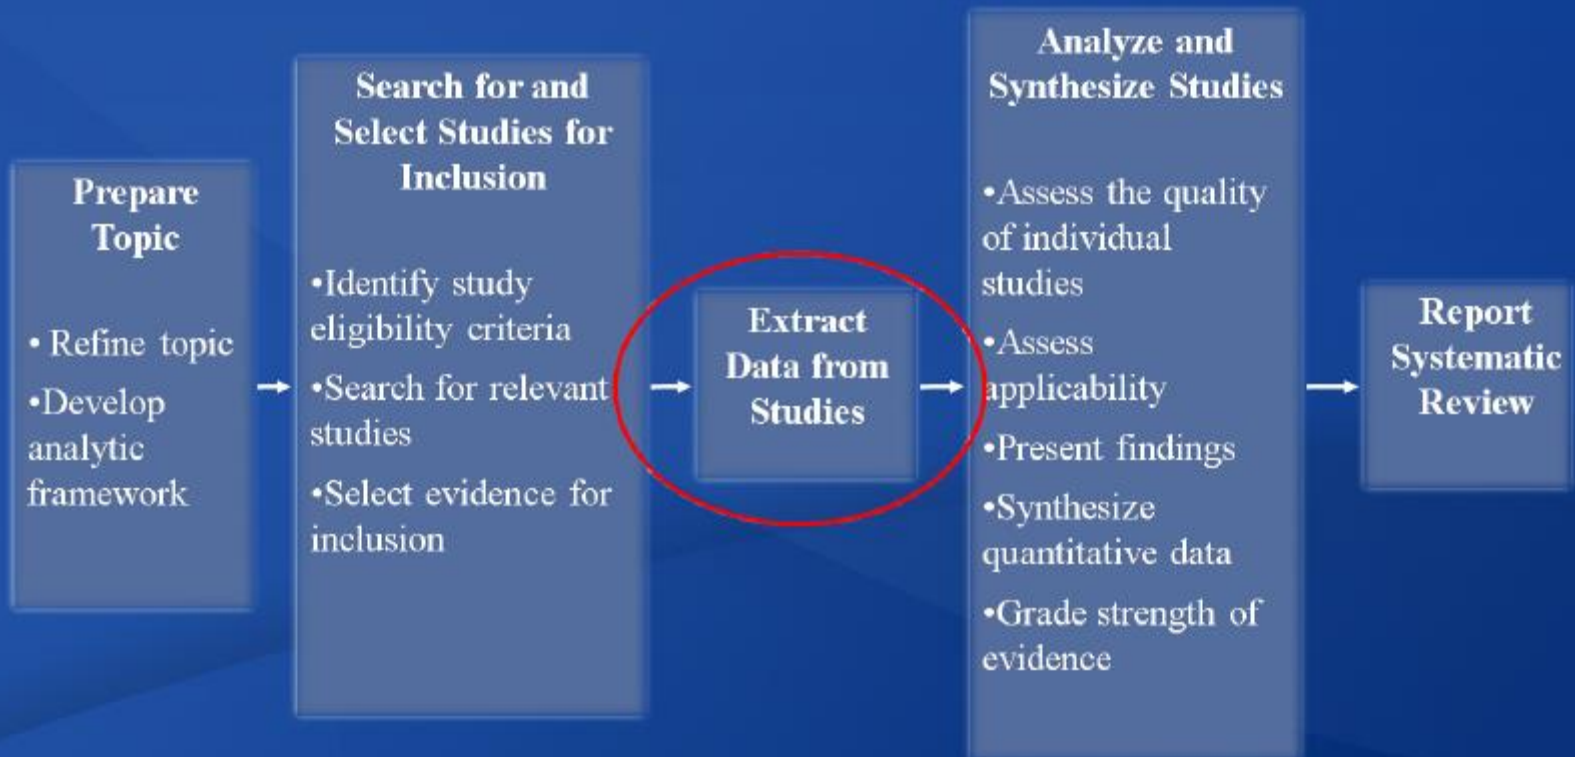 Prepare
Topic
• Refine topic
•Develop
analytic
framework
Search for and
Select Studies for
Inclusion
•Identify study
eligibility criteria
•Search for relevant
studies
•Select evidence for
inclusion
Extract
Data from
Studies
Analyze and
Synthesize Studies
•Assess the quality
of individual
studies
•Assess
applicability
•Present findings
•Synthesize
quantitative data
•Grade strength of
evidence
Report
Systematic
Review